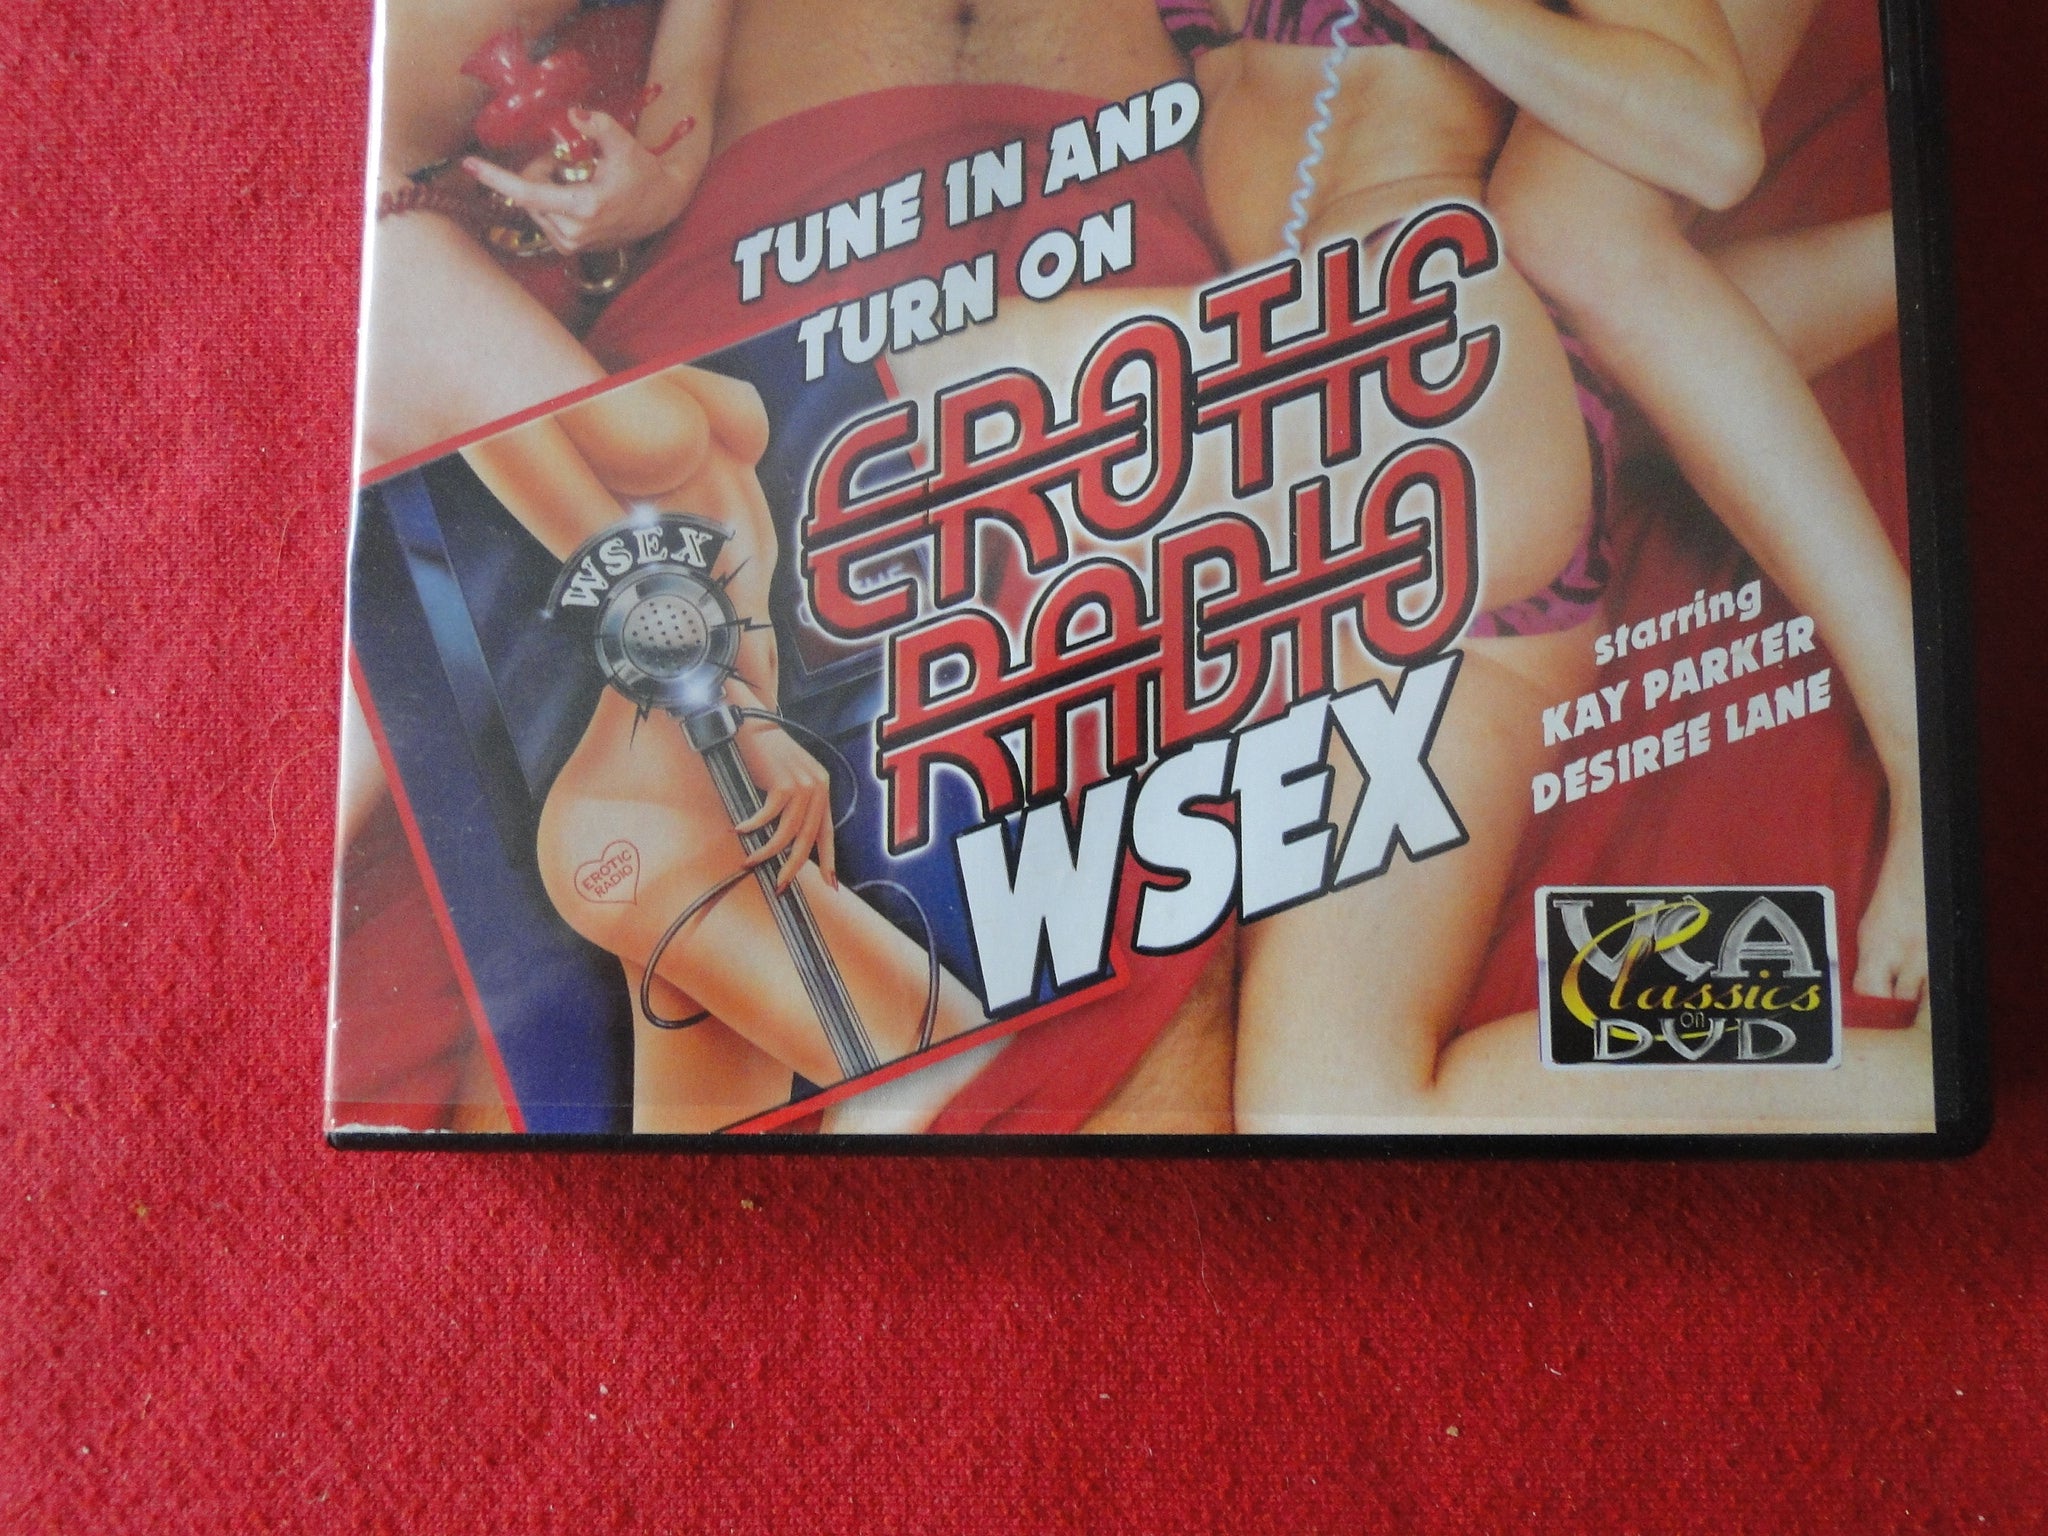 TUNE IN AND
TURN ON
EROTIC
RADIO
WSEX
WSEX
EROTIC
RADIO
starring
KAY PARKER
DESIREE LANE
VCA
Classics
on
DVD